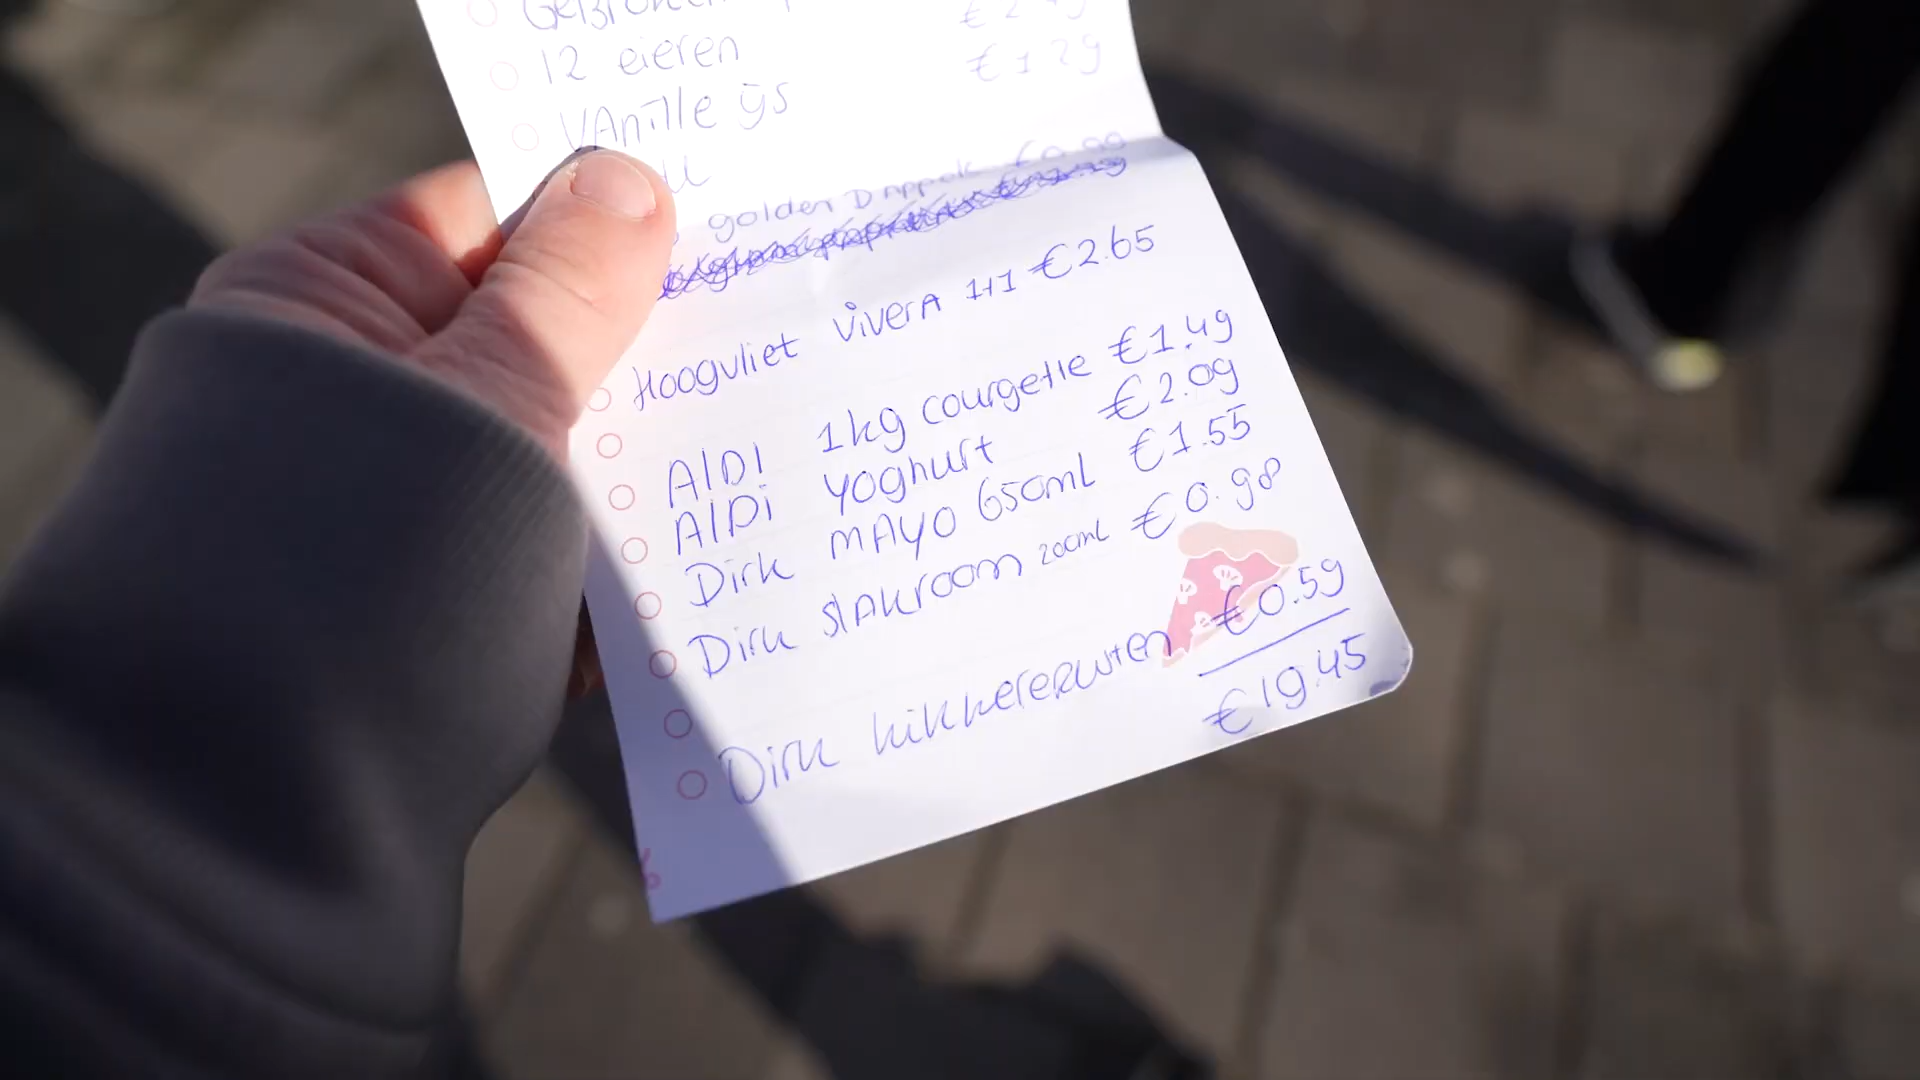 € 2
12 eieren € 1 29
VAnille ijs
golden D Appels €0.99
Hoogvliet ViverA 1+1 €2.65
AlDI 1kg courgette €1.49
AlDi yoghurt €2.09
Dirk MAYO 650ml €1.55
Dirk slAkroom 200ml €0.98
Dirk kikkererwten €0.59
€19.45